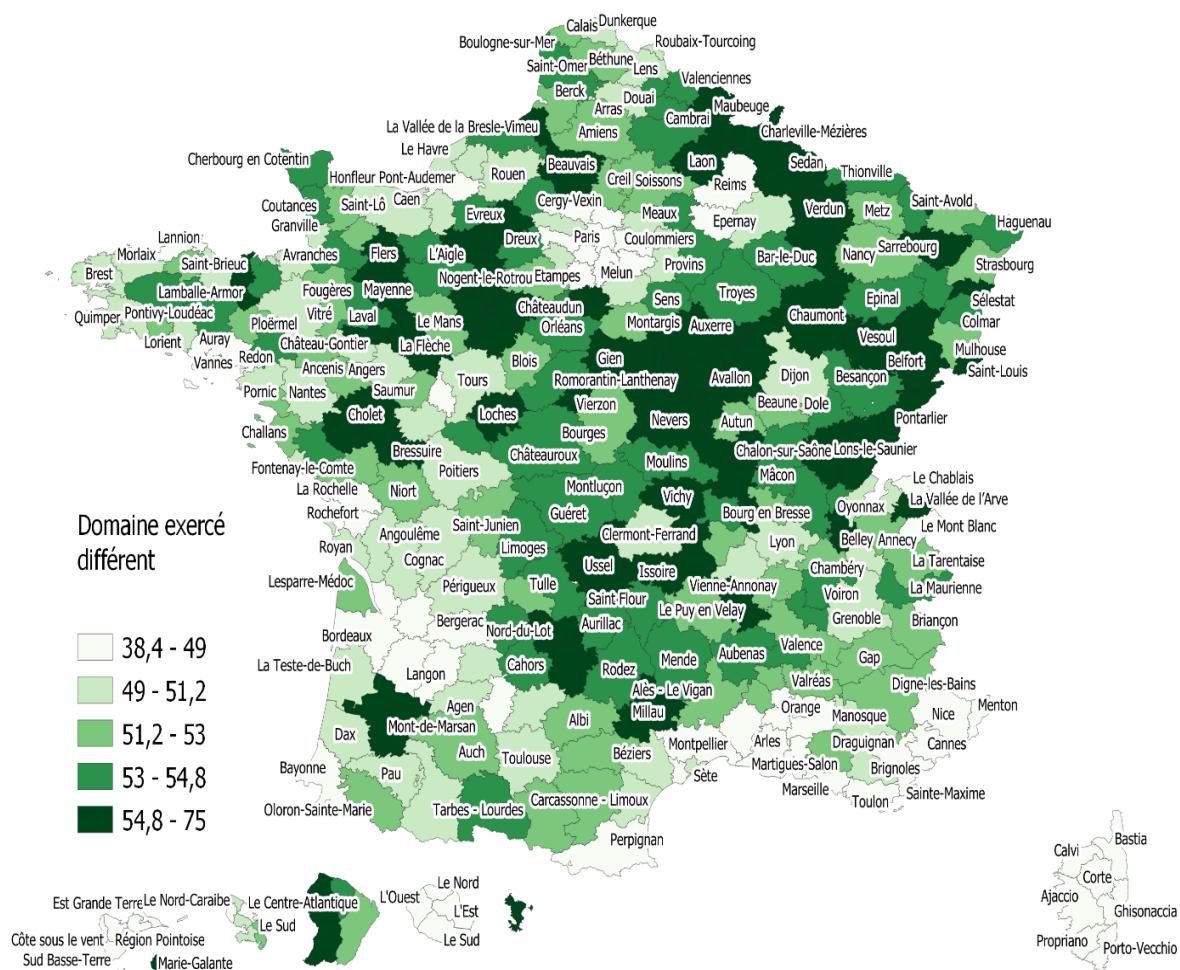 Calais
Dunkerque
Boulogne-sur-Mer
Roubaix-Tourcoing
Saint-Omer
Béthune
Lens
Valenciennes
Berck
Douai
Arras
Maubeuge
Cambrai
La Vallée de la Bresle-Vimeu
Amiens
Charleville-Mézières
Le Havre
Cherbourg en Cotentin
Beauvais
Laon
Sedan
Rouen
Thionville
Honfleur Pont-Audemer
Creil
Soissons
Reims
Cergy-Vexin
Saint-Avold
Coutances
Saint-Lô
Caen
Evreux
Meaux
Verdun
Metz
Haguenau
Granville
Epernay
Lannion
Dreux
Paris
Coulommiers
Morlaix
Avranches
Flers
L'Aigle
Bar-le-Duc
Nancy
Sarrebourg
Brest
Saint-Brieuc
Nogent-le-Rotrou
Etampes
Melun
Provins
Strasbourg
Lamballe-Armor
Fougères
Mayenne
Châteaudun
Sens
Troyes
Epinal
Sélestat
Quimper
Pontivy-Loudéac
Vitré
Laval
Le Mans
Orléans
Montargis
Auxerre
Chaumont
Colmar
Ploërmel
Lorient
Auray
Château-Gontier
La Flèche
Vesoul
Mulhouse
Vannes
Redon
Ancenis
Angers
Blois
Gien
Belfort
Saint-Louis
Tours
Romorantin-Lanthenay
Avallon
Dijon
Besançon
Pornic
Nantes
Saumur
Vierzon
Beaune
Dole
Cholet
Loches
Nevers
Autun
Pontarlier
Challans
Bourges
Bressuire
Châteauroux
Chalon-sur-Saône
Lons-le-Saunier
Fontenay-le-Comte
Poitiers
Moulins
Mâcon
Le Chablais
La Rochelle
Niort
Montluçon
Vichy
La Vallée de l'Arve
Rochefort
Guéret
Bourg en Bresse
Oyonnax
Le Mont Blanc
Domaine exercé
différent
Saint-Junien
Angoulême
Clermont-Ferrand
Lyon
Belley
Annecy
Royan
Limoges
Cognac
Ussel
Issoire
Chambéry
La Tarentaise
Lesparre-Médoc
Périgueux
Tulle
Vienne-Annonay
Voiron
La Maurienne
Saint Flour
Le Puy en Velay
Grenoble
Briançon
Bordeaux
Bergerac
Nord-du-Lot
Aurillac
38,4 - 49
La Teste-de-Buch
Langon
Cahors
Rodez
Mende
Aubenas
Valence
Gap
49 - 51,2
Valréas
Digne-les-Bains
Alès - Le Vigan
Agen
Millau
Orange
Menton
51,2 - 53
Albi
Manosque
Nice
Mont-de-Marsan
Dax
Auch
Toulouse
Béziers
Montpellier
Arles
Draguignan
Cannes
53 - 54,8
Bayonne
Pau
Sète
Martigues-Salon
Brignoles
Marseille
Sainte-Maxime
Toulon
54,8 - 75
Oloron-Sainte-Marie
Tarbes - Lourdes
Carcassonne - Limoux
Perpignan
Bastia
Calvi
Corte
Ajaccio
Ghisonaccia
Propriano
Porto-Vecchio
Est Grande Terre
Le Nord-Caraibe
Le Centre-Atlantique
L'Ouest
Le Nord
L'Est
Le Sud
Le Sud
Côte sous le vent
Région Pointoise
Sud Basse-Terre
Marie-Galante